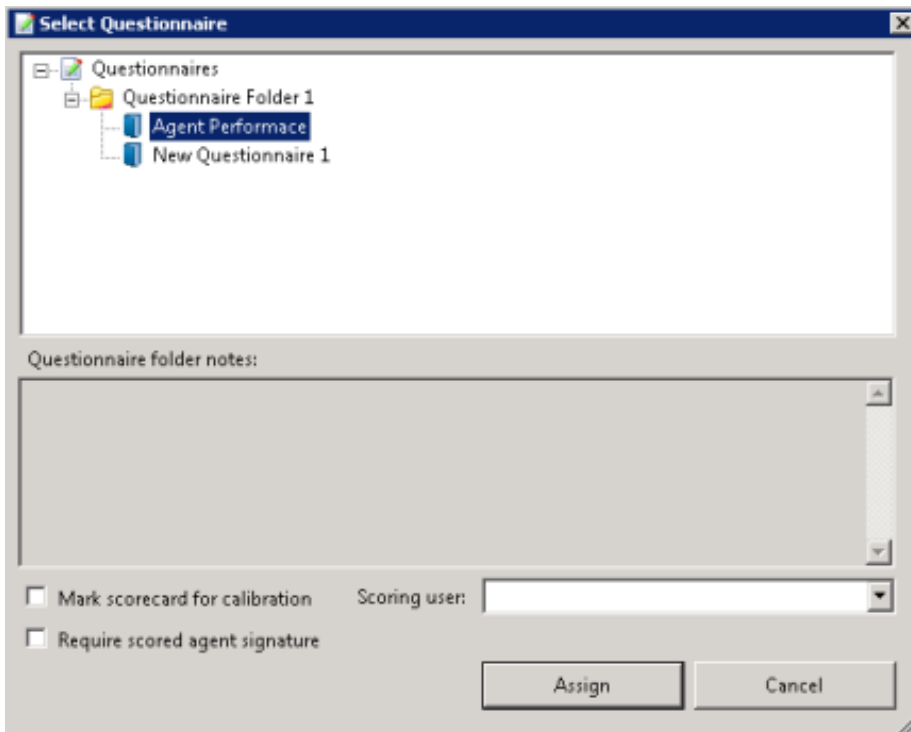 Select Questionnaire
Questionnaires
Questionnaire Folder 1
Agent Performace
New Questionnaire 1
Questionnaire folder notes:
Mark scorecard for calibration Scoring user:
Require scored agent signature
Assign Cancel